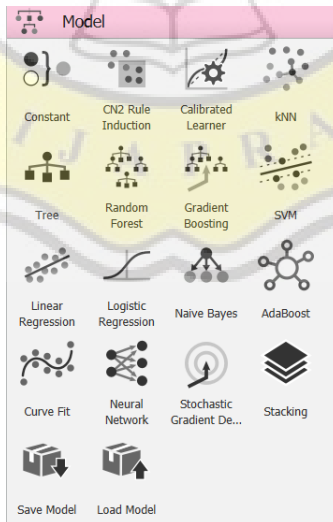 Model
Constant
CN2 Rule
Induction
Calibrated
Learner
kNN
Tree
Random
Forest
Gradient
Boosting
SVM
Linear
Regression
Logistic
Regression
Naive Bayes
AdaBoost
Curve Fit
Neural
Network
Stochastic
Gradient De...
Stacking
Save Model
Load Model